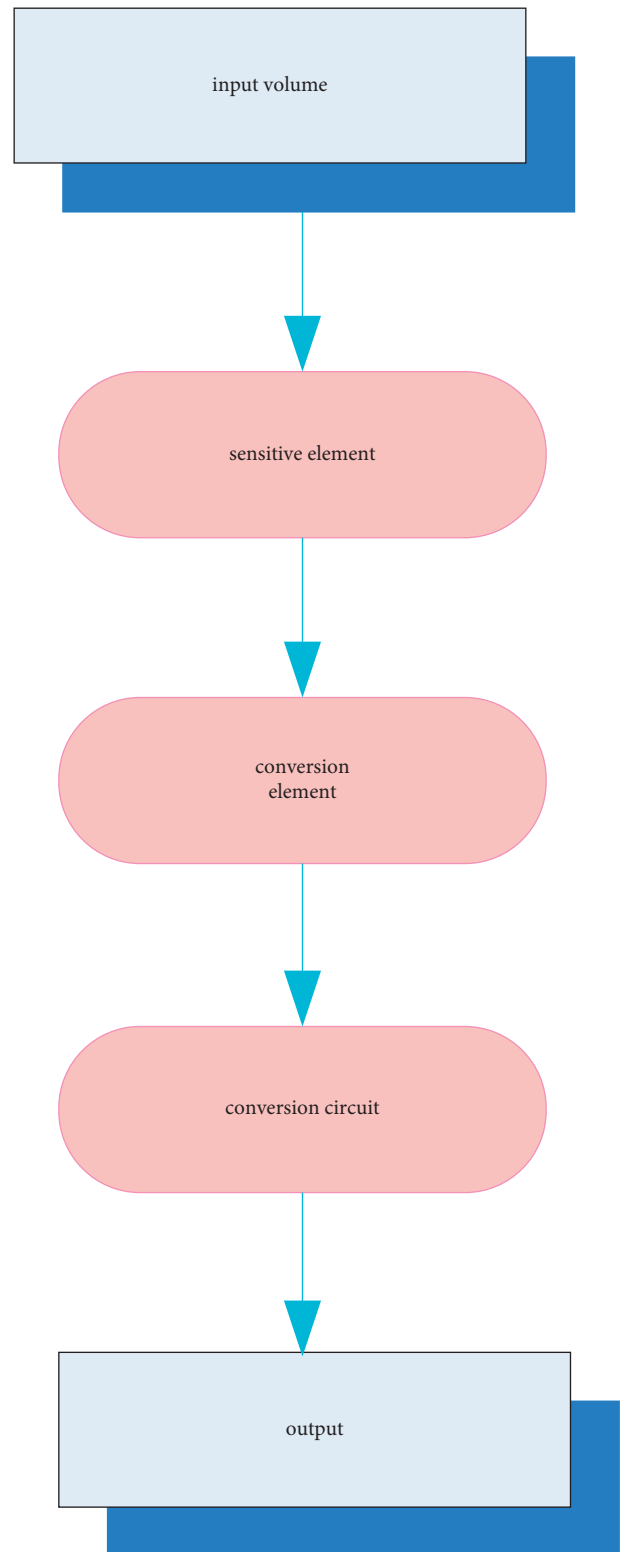 input volume
sensitive element
conversion
element
conversion circuit
output